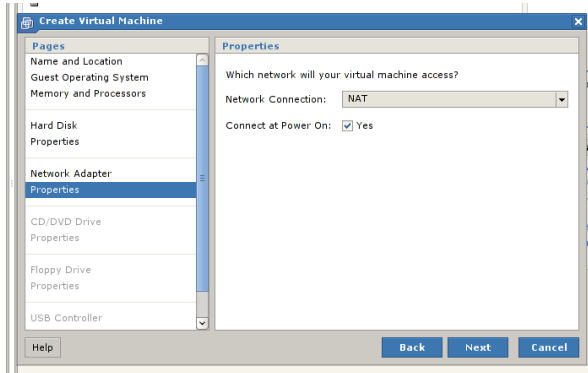 Create Virtual Machine
Pages
Name and Location
Guest Operating System
Memory and Processors
Hard Disk
Properties
Network Adapter
Properties
CD/DVD Drive
Properties
Floppy Drive
Properties
USB Controller
Properties
Which network will your virtual machine access?
Network Connection: NAT
Connect at Power On: Yes
Help
Back
Next
Cancel